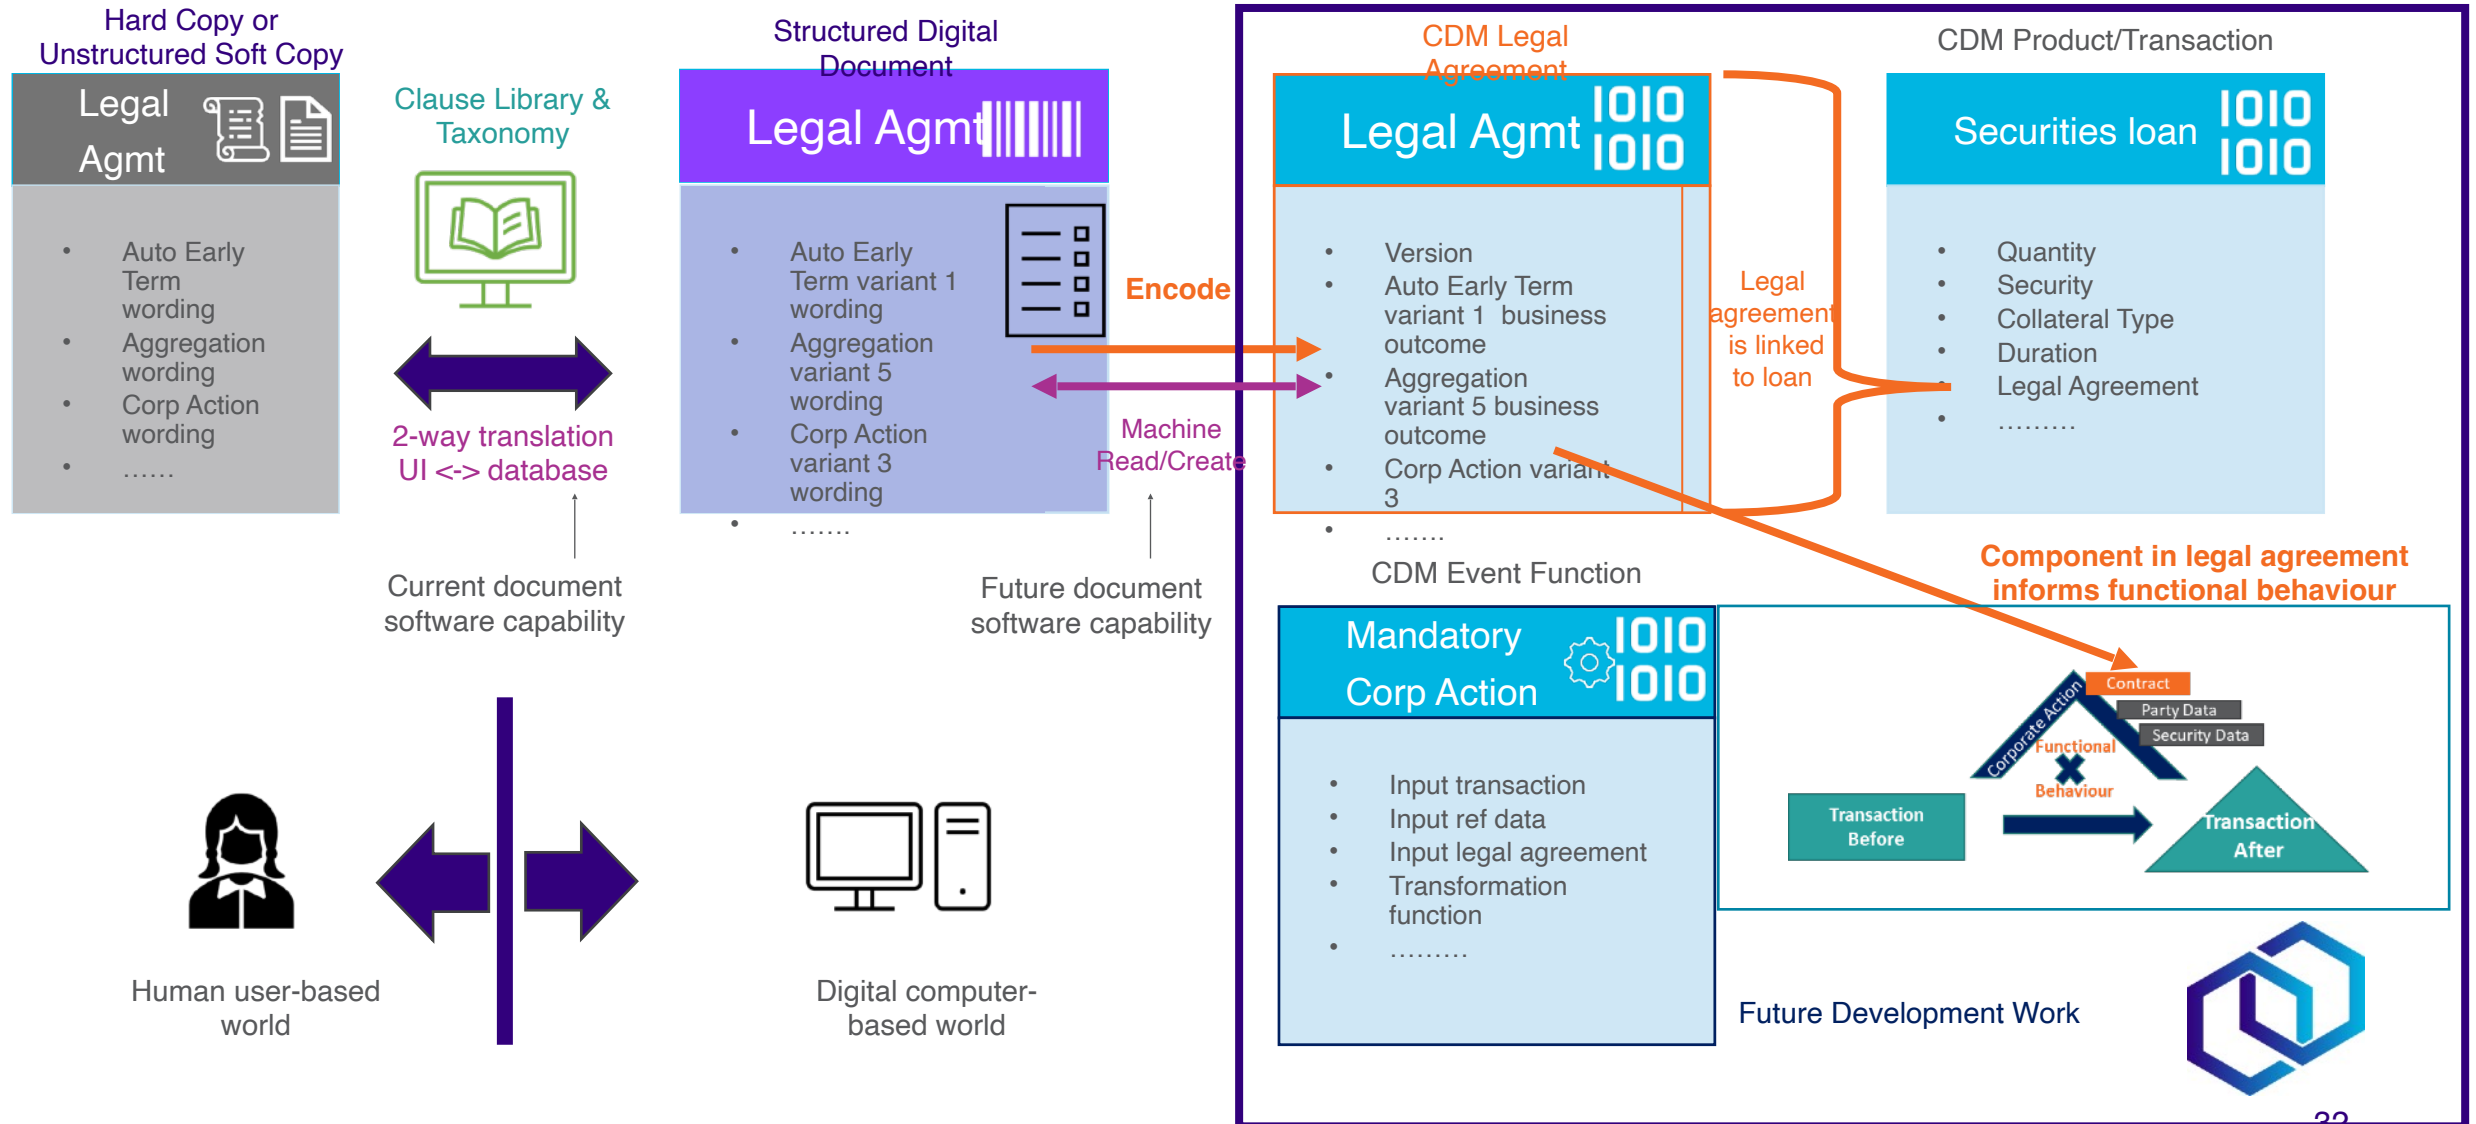 Hard Copy or
Unstructured Soft Copy
Legal
Agmt
• Auto Early
Term
wording
• Aggregation
wording
• Corp Action
wording
• ……
Clause Library &
Taxonomy
2-way translation
UI <-> database
Current document
software capability
Structured Digital
Document
Legal Agmt
• Auto Early
Term variant 1
wording
• Aggregation
variant 5
wording
• Corp Action
variant 3
wording
• …….
Encode
Machine
Read/Create
Future document
software capability
CDM Legal
Agreement
Legal Agmt
IOIO
IOIO
• Version
• Auto Early Term
variant 1 business
outcome
• Aggregation
variant 5 business
outcome
• Corp Action variant
3
• …….
Legal
agreement
is linked
to loan
CDM Product/Transaction
Securities loan
IOIO
IOIO
• Quantity
• Security
• Collateral Type
• Duration
• Legal Agreement
• ………
Component in legal agreement
informs functional behaviour
CDM Event Function
Mandatory
Corp Action
IOIO
IOIO
• Input transaction
• Input ref data
• Input legal agreement
• Transformation
function
• ………
Contract
Party Data
Security Data
Corporate Action
Functional
Behaviour
Transaction
Before
Transaction
After
Human user-based
world
Digital computer-
based world
Future Development Work
32